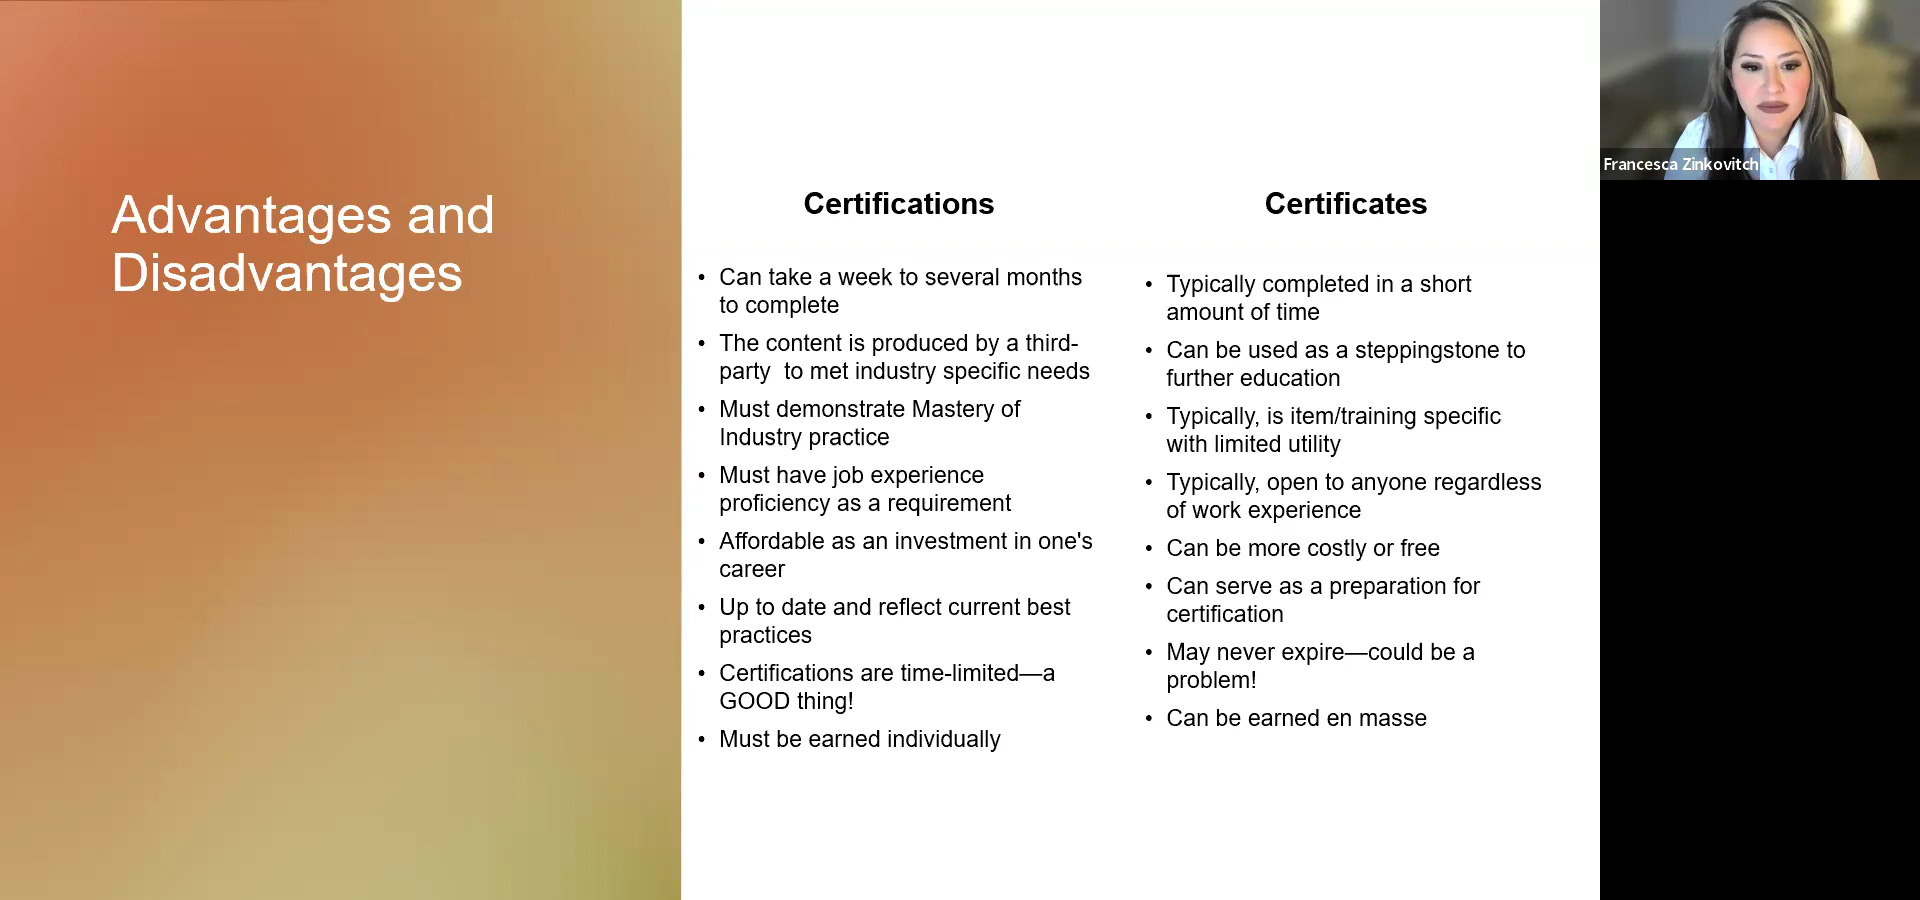 Advantages and
Disadvantages
Certifications
• Can take a week to several months
to complete
• The content is produced by a third-
party  to met industry specific needs
• Must demonstrate Mastery of
Industry practice
• Must have job experience
proficiency as a requirement
• Affordable as an investment in one's
career
• Up to date and reflect current best
practices
• Certifications are time-limited—a
GOOD thing!
• Must be earned individually
Certificates
• Typically completed in a short
amount of time
• Can be used as a steppingstone to
further education
• Typically, is item/training specific
with limited utility
• Typically, open to anyone regardless
of work experience
• Can be more costly or free
• Can serve as a preparation for
certification
• May never expire—could be a
problem!
• Can be earned en masse
Francesca Zinkovitch